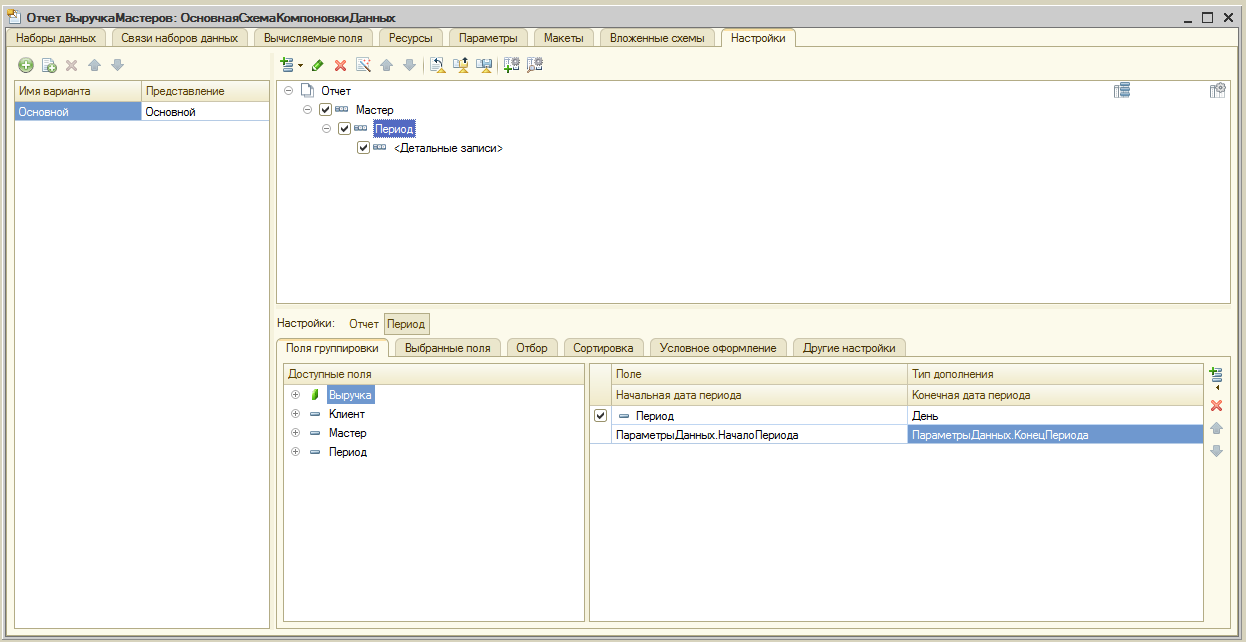 Отчет ВыручкаМастеров: ОсновнаяСхемаКомпоновкиДанных
Наборы данных Связи наборов данных Вычисляемые поля Ресурсы Параметры Макеты Вложенные схемы Настройки
Имя варианта Представление
Основной Основной
Отчет
Мастер
Период
<Детальные записи>
Настройки: Отчет Период
Поля группировки Выбранные поля Отбор Сортировка Условное оформление Другие настройки
Доступные поля
Выручка
Клиент
Мастер
Период
Поле Тип дополнения
Начальная дата периода Конечная дата периода
Период День
ПараметрыДанных.НачалоПериода ПараметрыДанных.КонецПериода